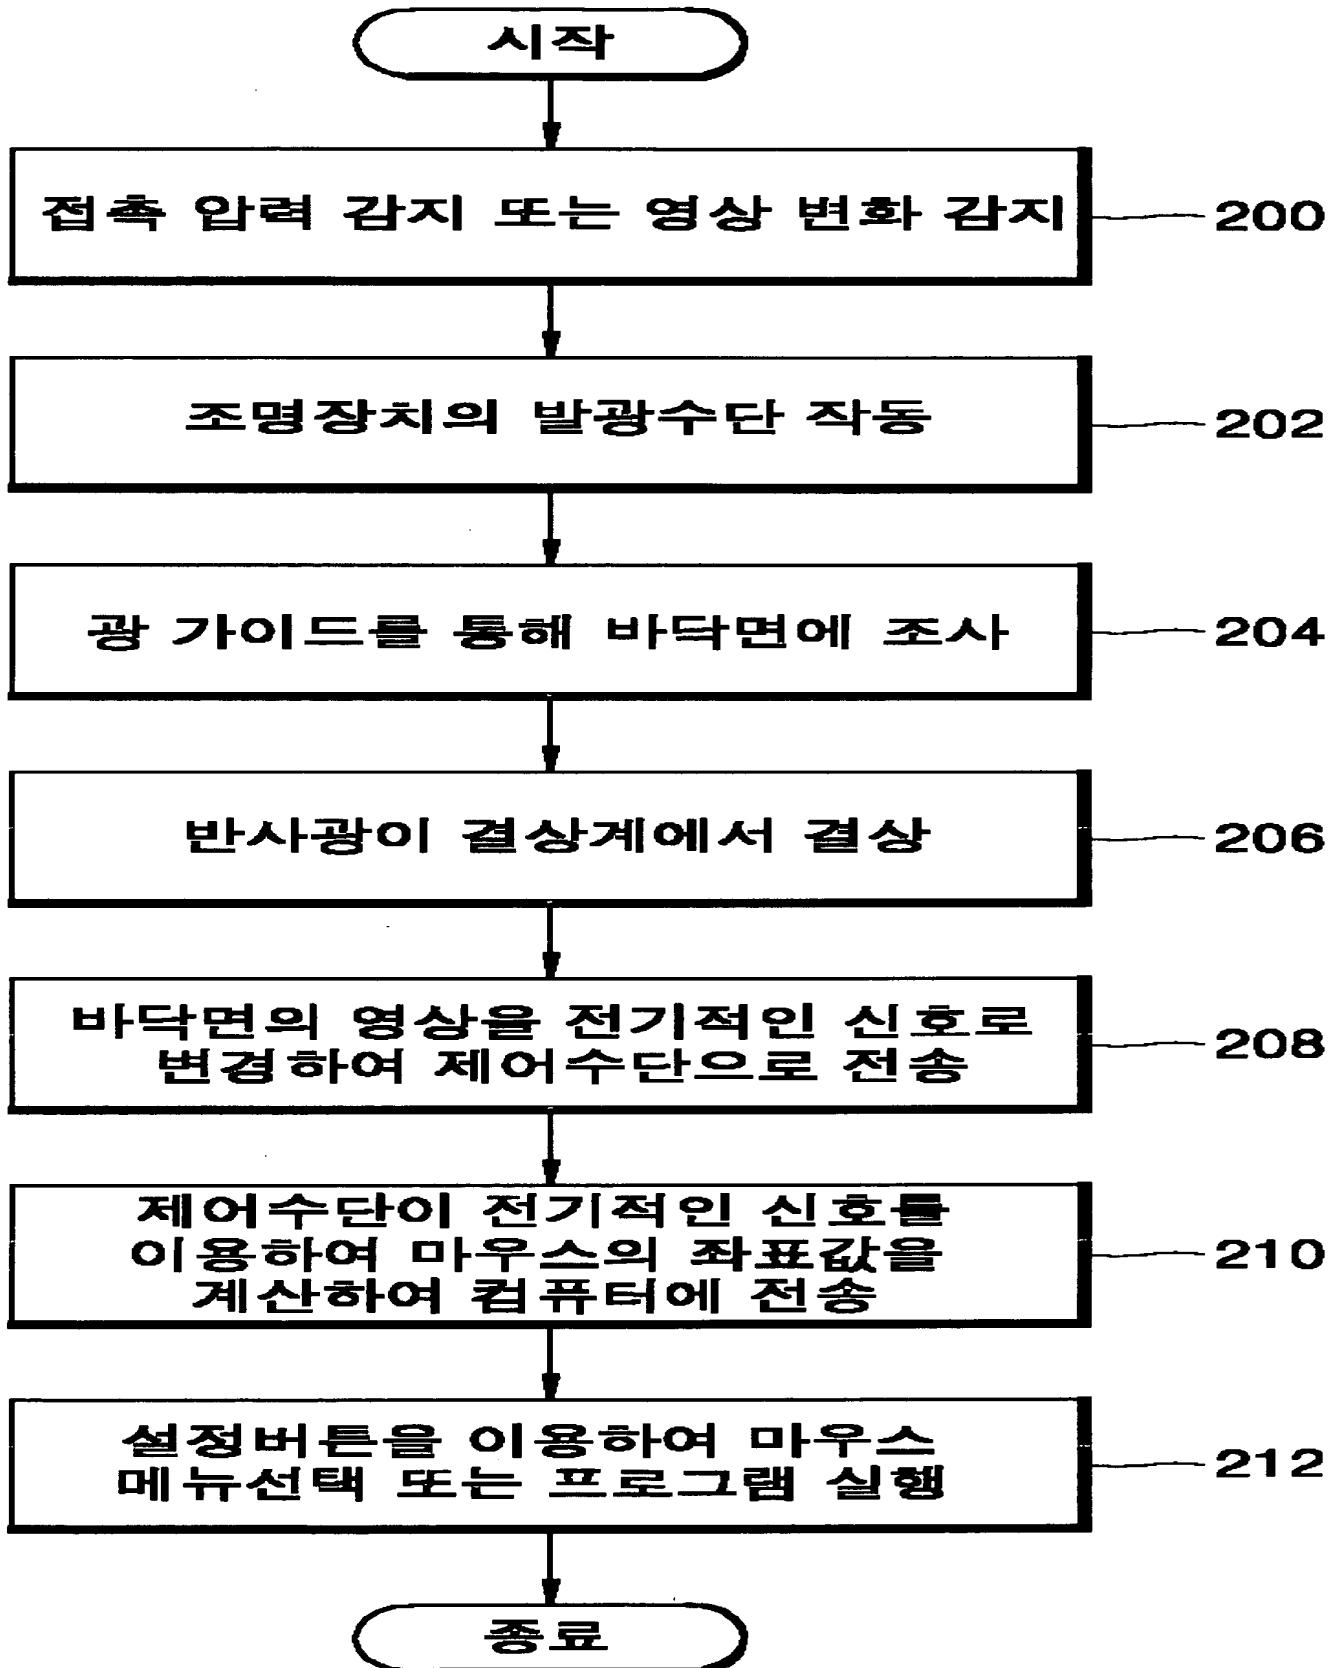 시작
접촉 압력 감지 또는 영상 변화 감지
200
조명장치의 발광수단 작동
202
광 가이드를 통해 바닥면에 조사
204
반사광이 결상계에서 결상
206
바닥면의 영상을 전기적인 신호로
변경하여 제어수단으로 전송
208
제어수단이 전기적인 신호를
이용하여 마우스의 좌표값을
계산하여 컴퓨터에 전송
210
설정버튼을 이용하여 마우스
메뉴선택 또는 프로그램 실행
212
종료